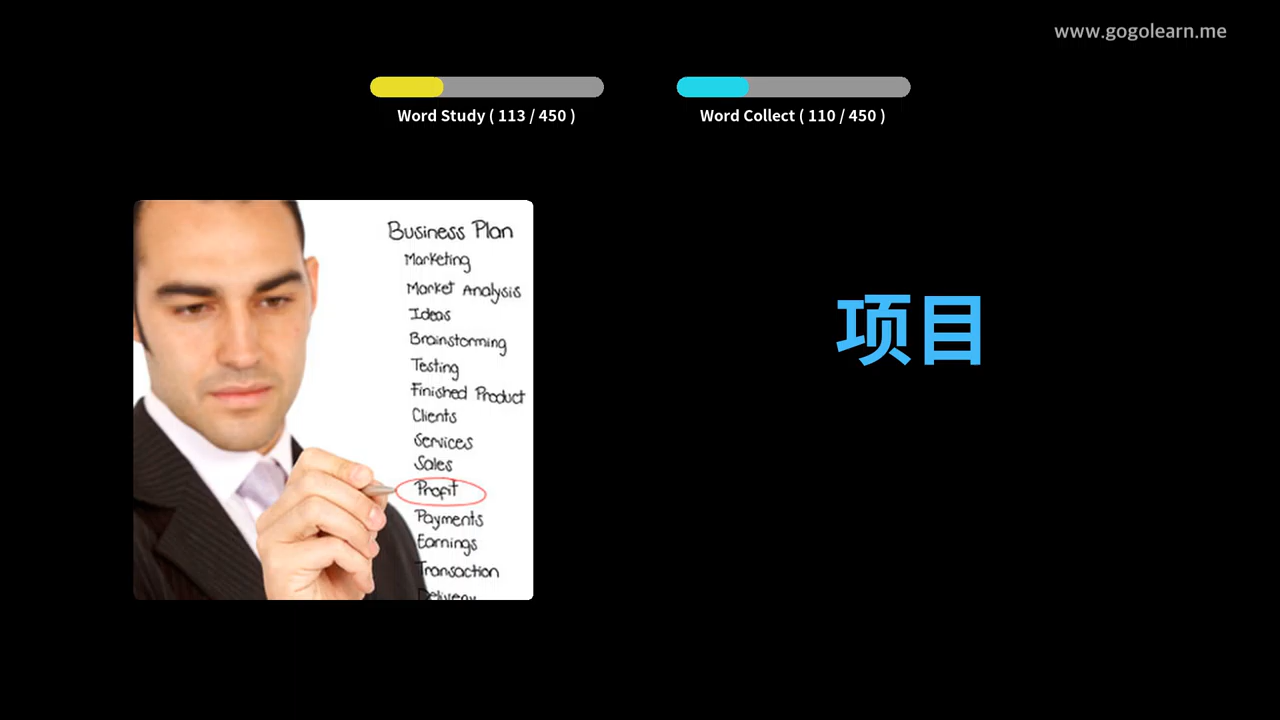 www.gogolearn.me
Word Study ( 113 / 450 )
Word Collect ( 110 / 450 )
Business Plan
Marketing
Market Analysis
Ideas
Brainstorming
Testing
Finished Product
Clients
Services
Sales
Profit
Payments
Earnings
Transaction
Delivery
项目